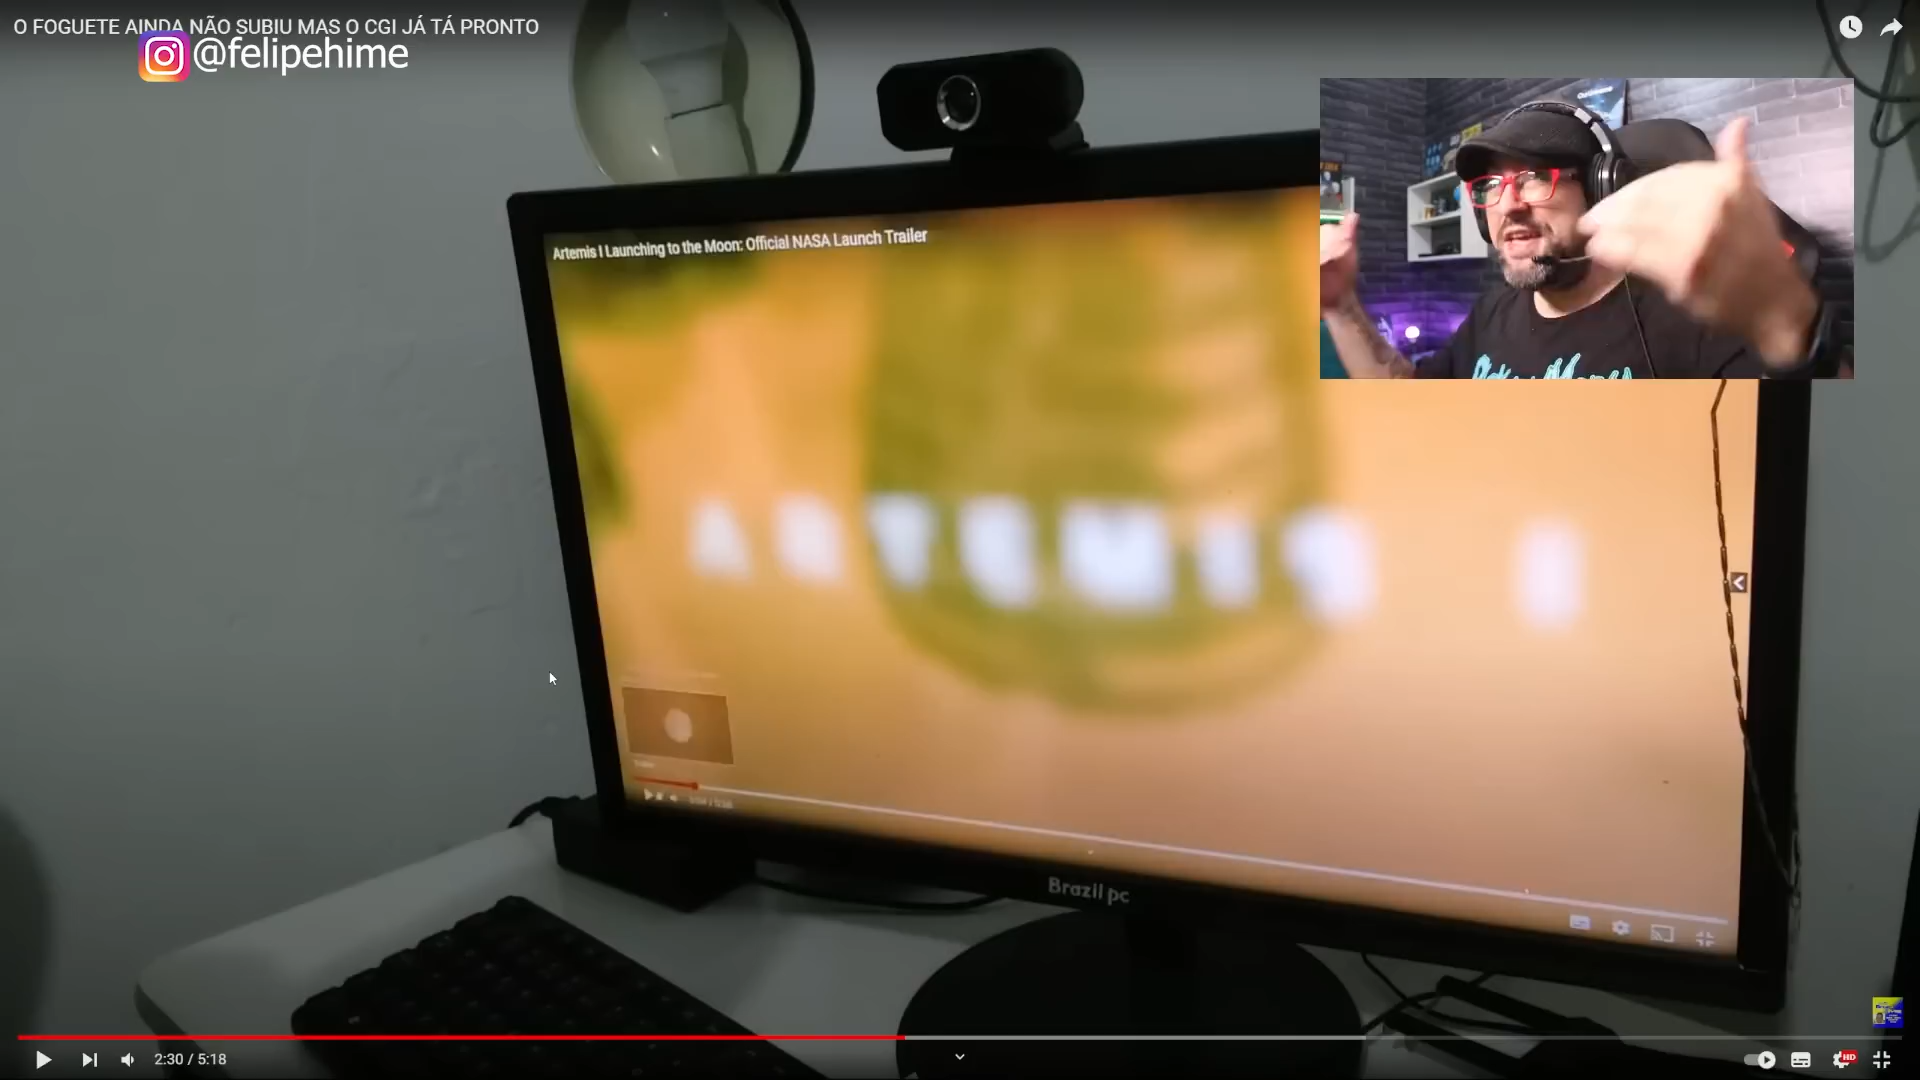 O FOGUETE AINDA NÃO SUBIU MAS O CGI JÁ TÁ PRONTO
@felipehime
Artemis I Launching to the Moon: Official NASA Launch Trailer
ARTEMIS I
Brazil pc
2:30 / 5:18
HD